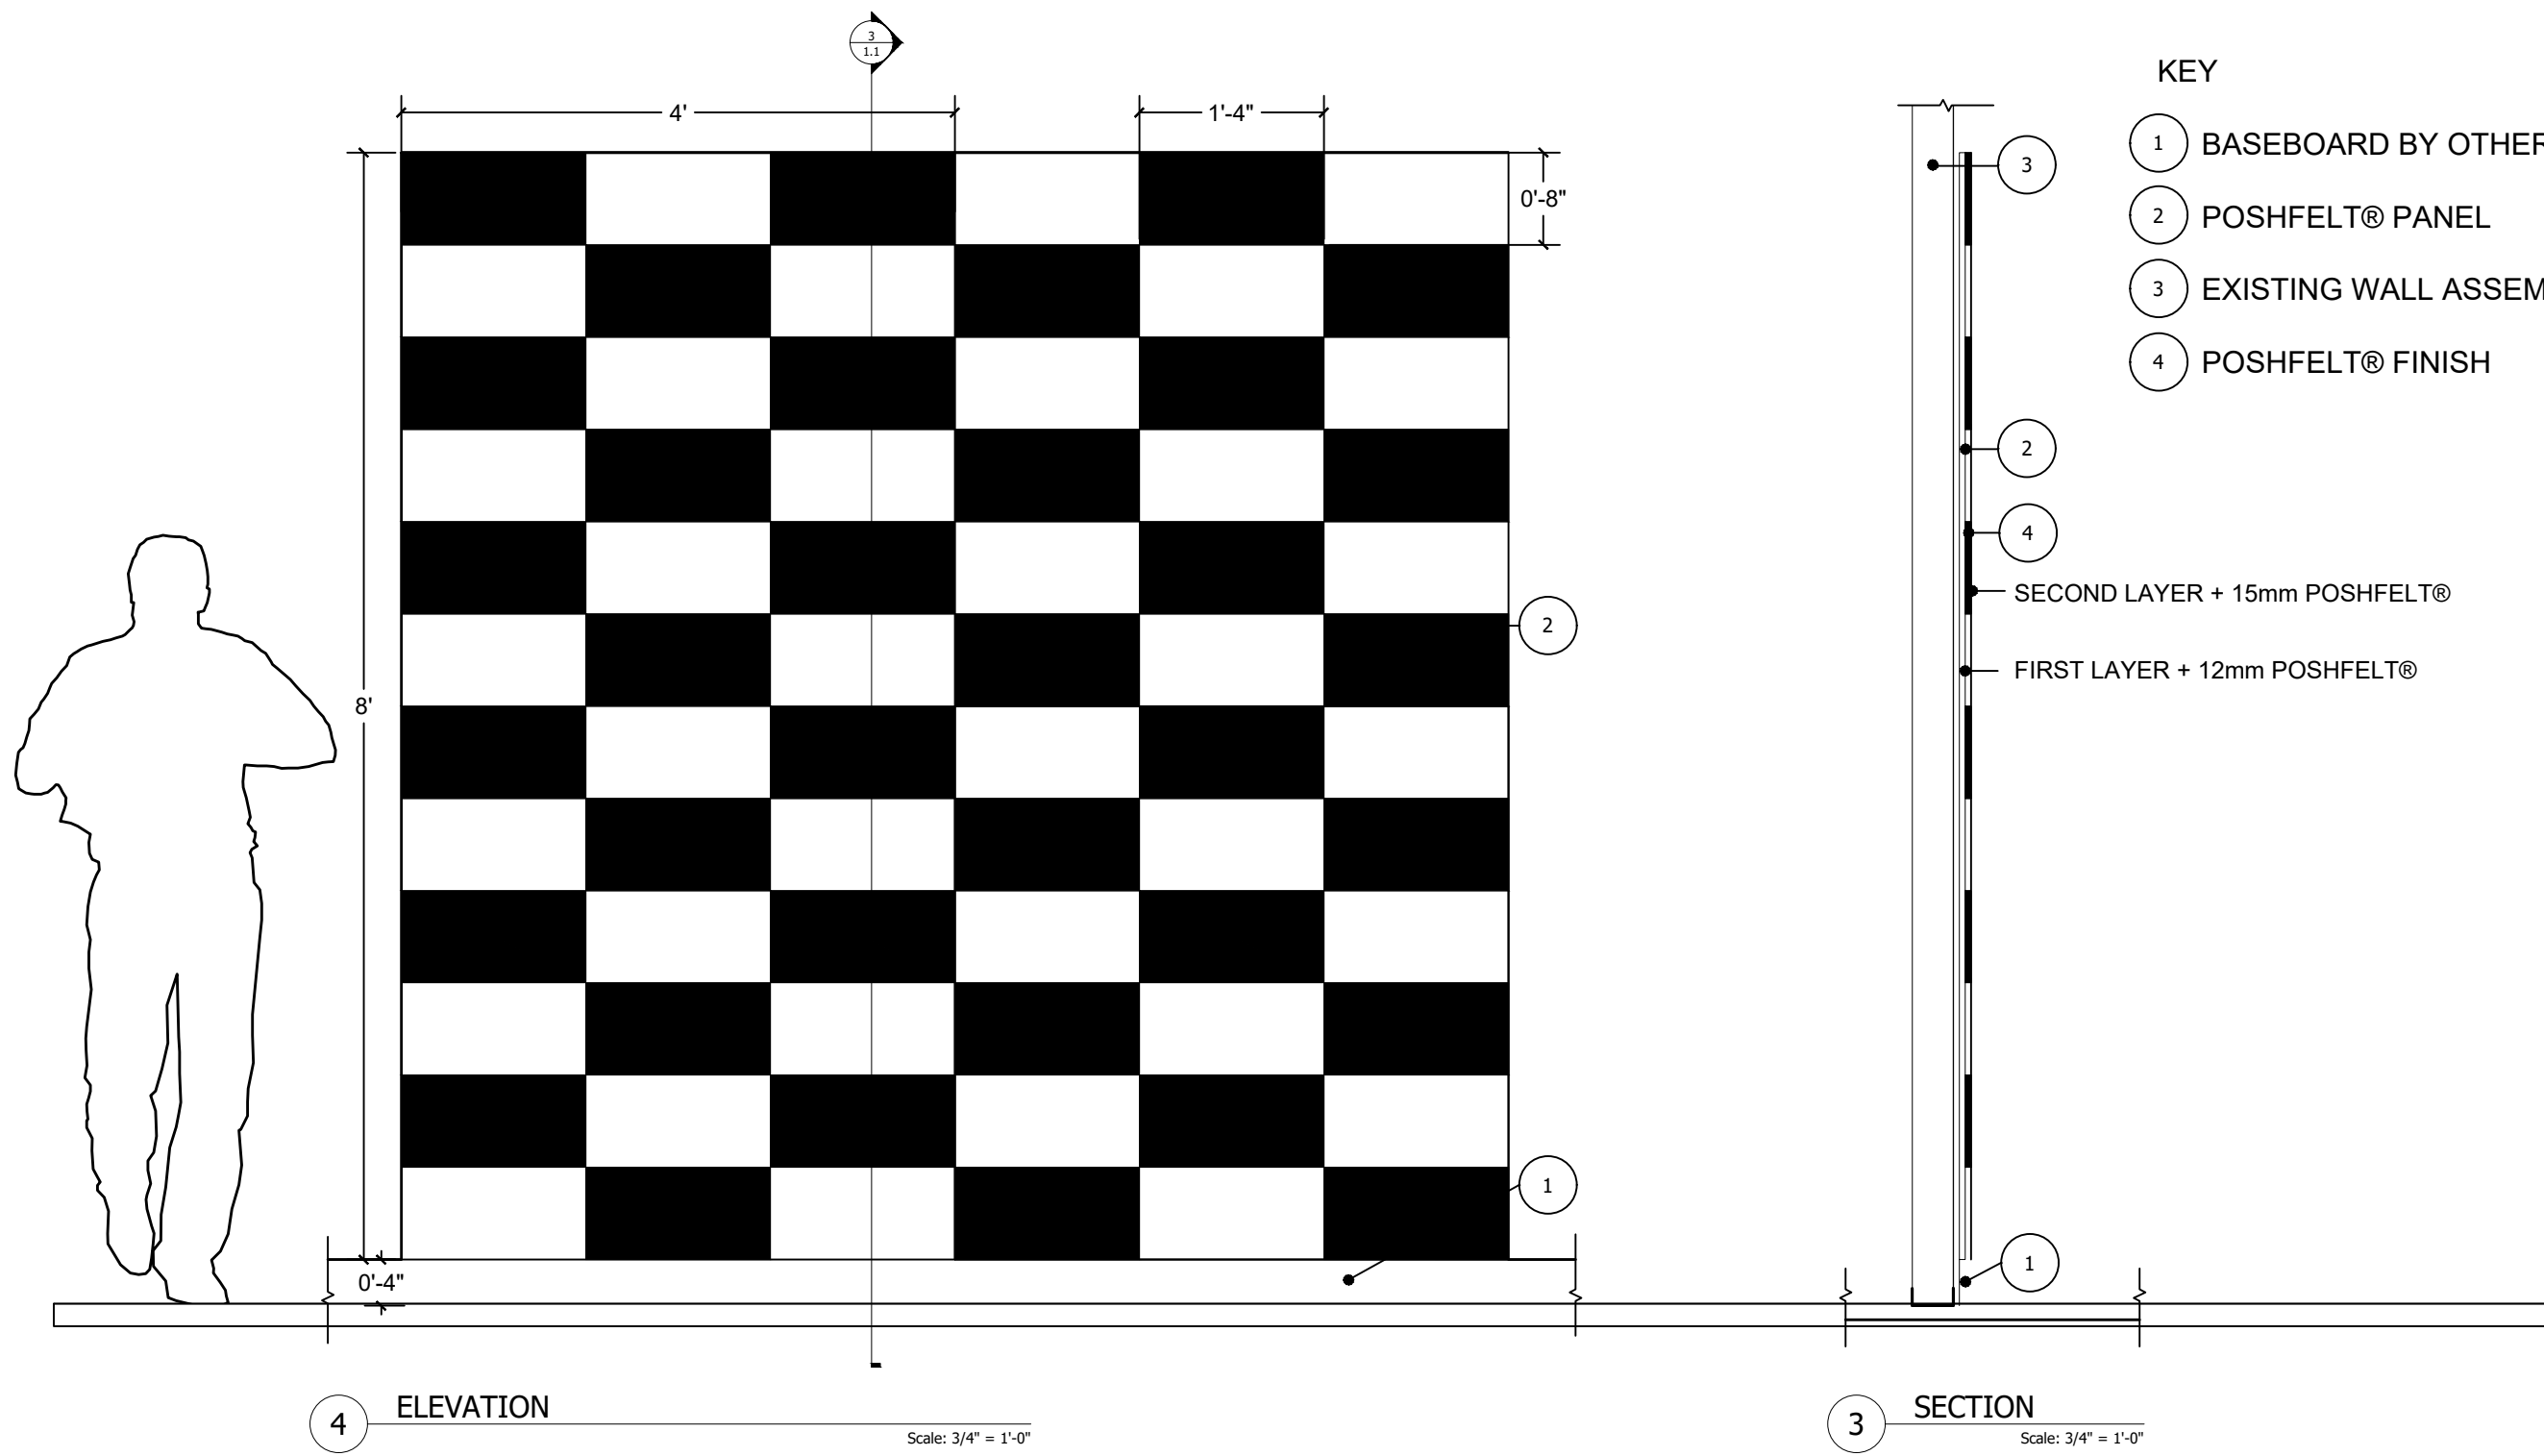 3
1.1
4'
1'-4"
0'-8"
8'
0'-4"
2
1
3
2
4
SECOND LAYER + 15mm POSHFELT®
FIRST LAYER + 12mm POSHFELT®
1
KEY
1 BASEBOARD BY OTHER
2 POSHFELT® PANEL
3 EXISTING WALL ASSEM
4 POSHFELT® FINISH
4 ELEVATION
Scale: 3/4" = 1'-0"
3 SECTION
Scale: 3/4" = 1'-0"